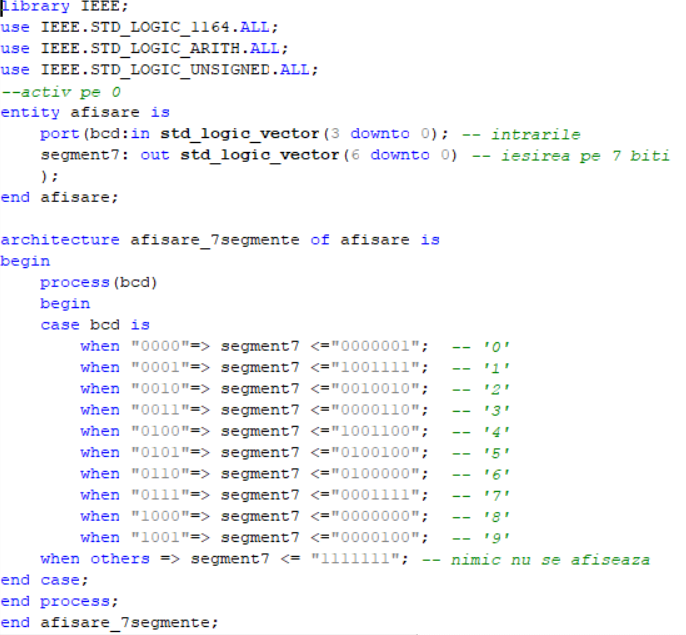 library IEEE;
use IEEE.STD_LOGIC_1164.ALL;
use IEEE.STD_LOGIC_ARITH.ALL;
use IEEE.STD_LOGIC_UNSIGNED.ALL;
--activ pe 0
entity afisare is
    port(bcd:in std_logic_vector(3 downto 0); -- intrarile
    segment7: out std_logic_vector(6 downto 0) -- iesirea pe 7 biti
    );
end afisare;

architecture afisare_7segmente of afisare is
begin
    process(bcd)
    begin
    case bcd is
        when "0000"=> segment7 <="0000001";  -- '0'
        when "0001"=> segment7 <="1001111";  -- '1'
        when "0010"=> segment7 <="0010010";  -- '2'
        when "0011"=> segment7 <="0000110";  -- '3'
        when "0100"=> segment7 <="1001100";  -- '4'
        when "0101"=> segment7 <="0100100";  -- '5'
        when "0110"=> segment7 <="0100000";  -- '6'
        when "0111"=> segment7 <="0001111";  -- '7'
        when "1000"=> segment7 <="0000000";  -- '8'
        when "1001"=> segment7 <="0000100";  -- '9'
    when others => segment7 <= "1111111"; -- nimic nu se afiseaza
end case;
end process;
end afisare_7segmente;